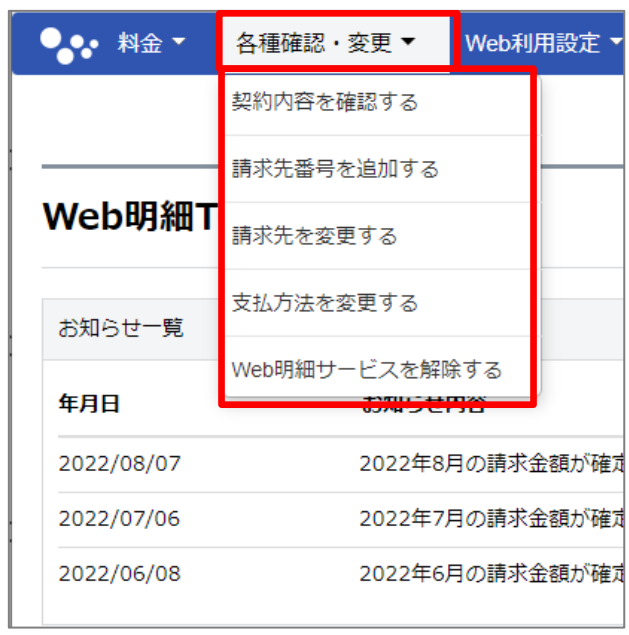 料金 各種確認・変更 Web利用設定
契約内容を確認する
請求先番号を追加する
Web明細T
請求先を変更する
支払方法を変更する
お知らせ一覧
Web明細サービスを解除する
年月日 お知らせ内容
2022/08/07 2022年8月の請求金額が確定
2022/07/06 2022年7月の請求金額が確定
2022/06/08 2022年6月の請求金額が確定